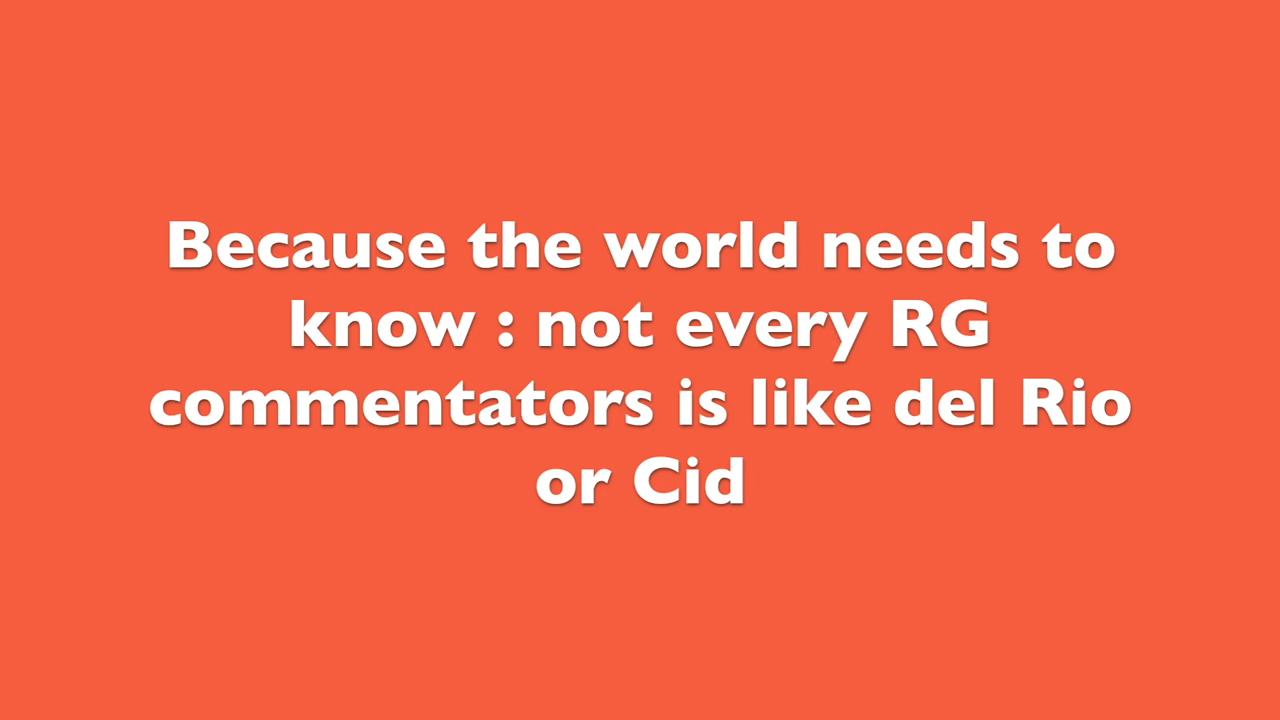 Because the world needs to
know : not every RG
commentators is like del Rio
or Cid